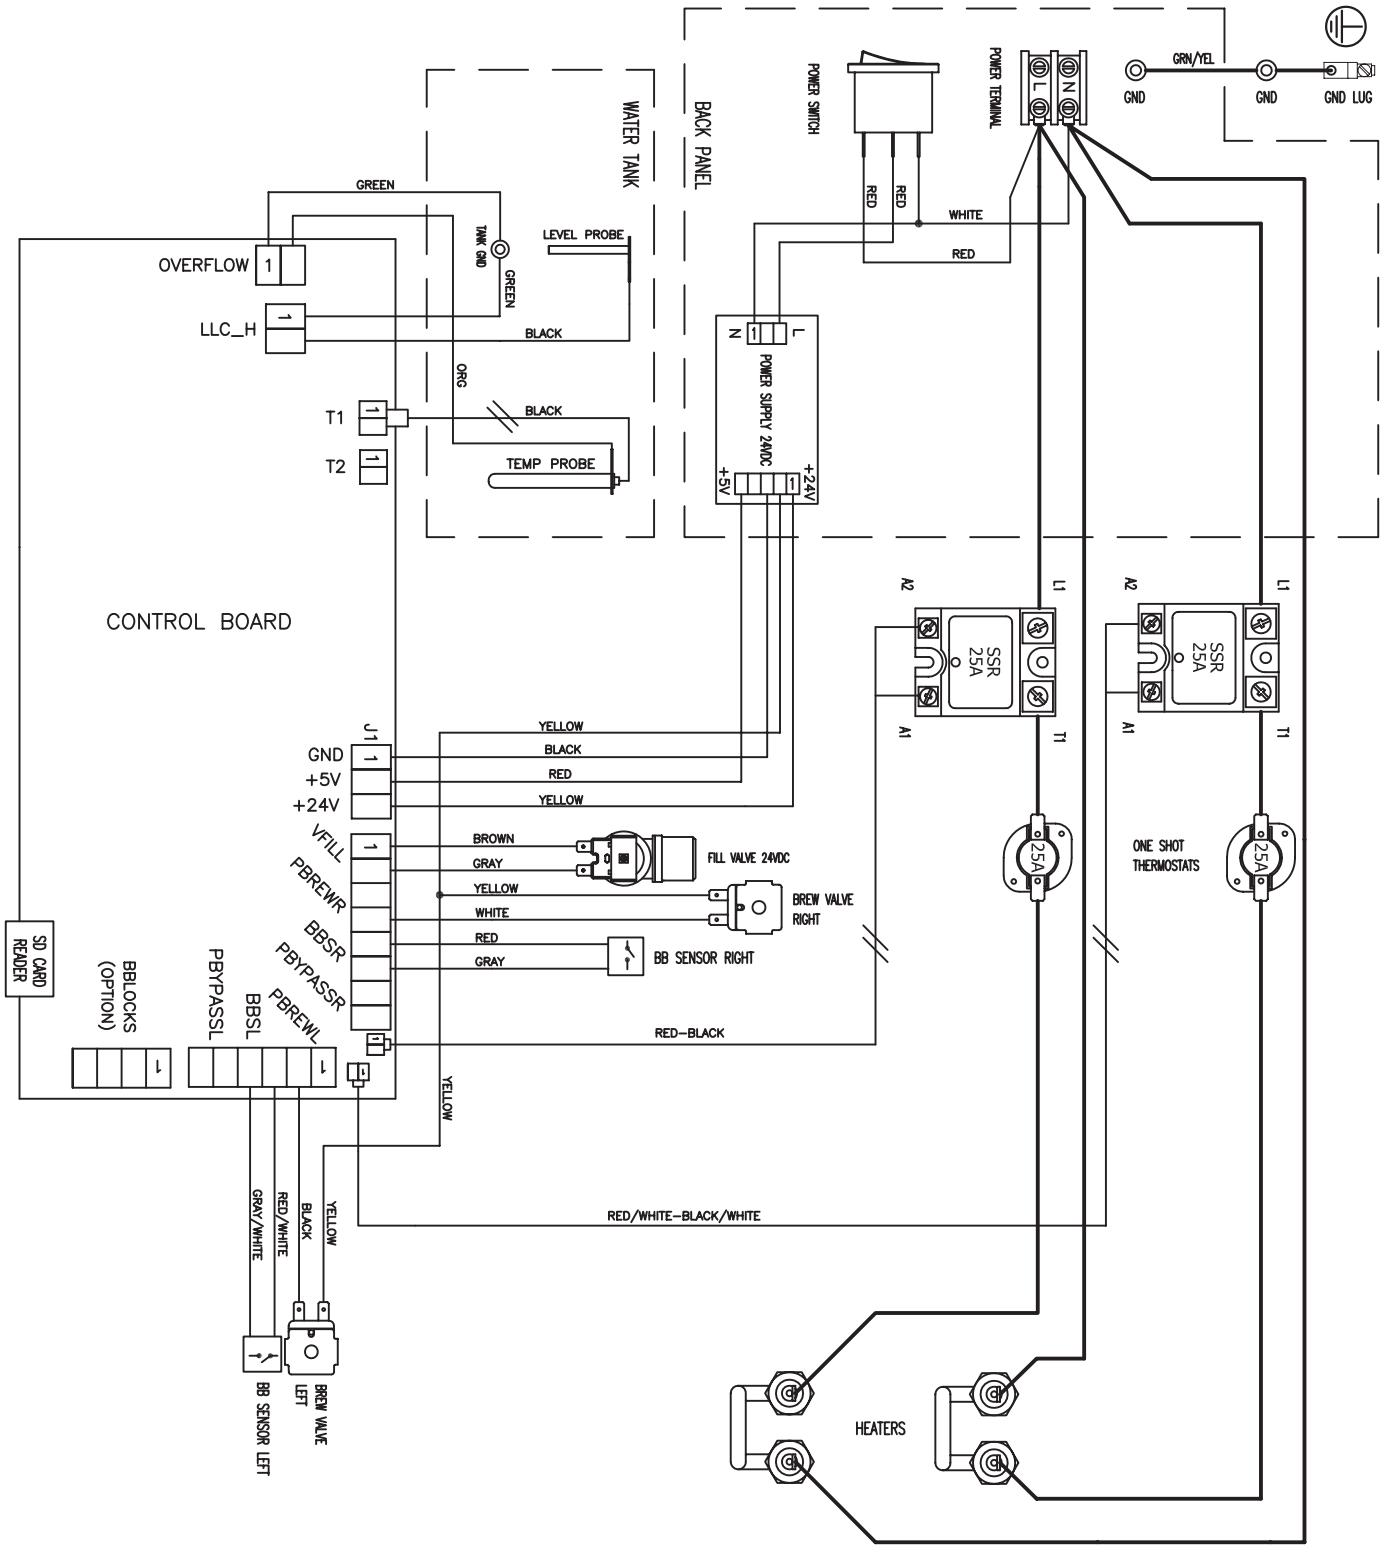 GRN/YEL
GND
GND
GND LUG
POWER TERMINAL
L
N
POWER SWITCH
BACK PANEL
WATER TANK
RED
RED
WHITE
RED
GREEN
TANK GND
GREEN
LEVEL PROBE
OVERFLOW
1
LLC_H
1
BLACK
ORG
T1
1
BLACK
T2
1
TEMP PROBE
N
1
L
POWER SUPPLY 24VDC
+5V
1
+24V
CONTROL BOARD
A2
L1
SSR
25A
A1
T1
A2
L1
SSR
25A
A1
T1
J1
GND
1
+5V
+24V
YELLOW
BLACK
RED
YELLOW
VFILL
1
PBREWR
BBSR
PBYPASSR
BROWN
GRAY
YELLOW
WHITE
RED
GRAY
FILL VALVE 24VDC
BREW VALVE
RIGHT
BB SENSOR RIGHT
25A
ONE SHOT
THERMOSTATS
25A
SD CARD
READER
BBLOCKS
(OPTION)
1
PBYPASSL
BBSL
PBREWL
1
1
1
RED-BLACK
YELLOW
RED/WHITE-BLACK/WHITE
GRAY/WHITE
RED/WHITE
BLACK
YELLOW
BREW VALVE
LEFT
BB SENSOR LEFT
HEATERS